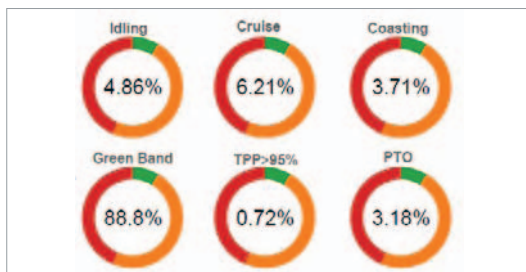 Idling Cruise Coasting
4.86% 6.21% 3.71%
Green Band TPP>95% PTO
88.8% 0.72% 3.18%